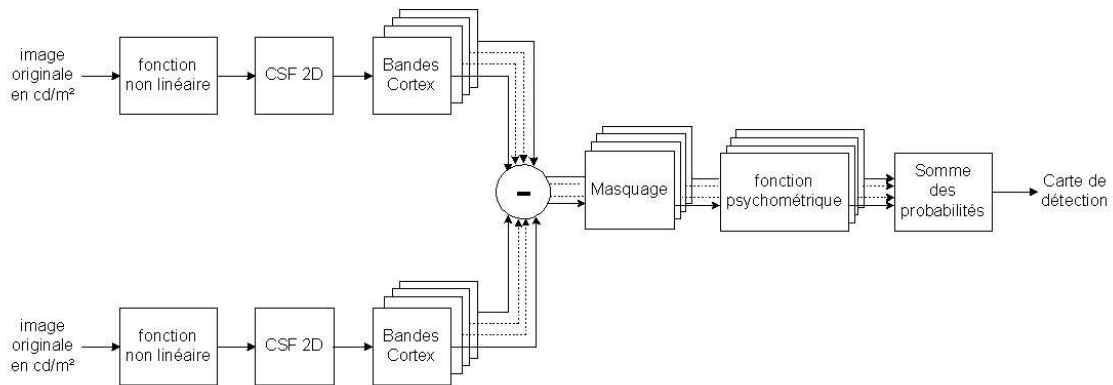 image
originale
en cd/m²
fonction
non linéaire
CSF 2D
Bandes
Cortex
-
Masquage
fonction
psychométrique
Somme
des
probabilités
Carte de
détection
image
originale
en cd/m²
fonction
non linéaire
CSF 2D
Bandes
Cortex